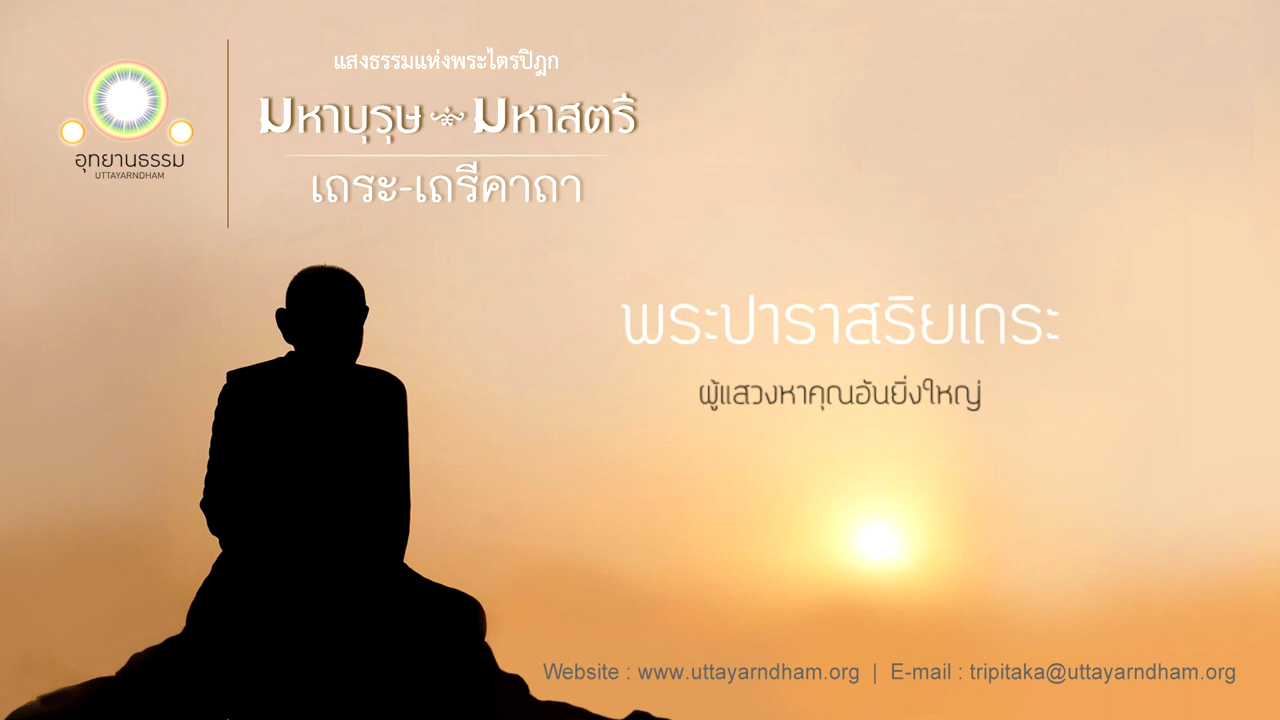 อุทยานธรรม
UTTAYARNDHAM
แสงธรรมแห่งพระไตรปิฎก
มหาบุรุษ มหาสตรี
เถระ-เถรีคาถา
พระปาราสริยเถระ
ผู้แสวงหาคุณอันยิ่งใหญ่
Website : www.uttayarndham.org | E-mail : tripitaka@uttayarndham.org